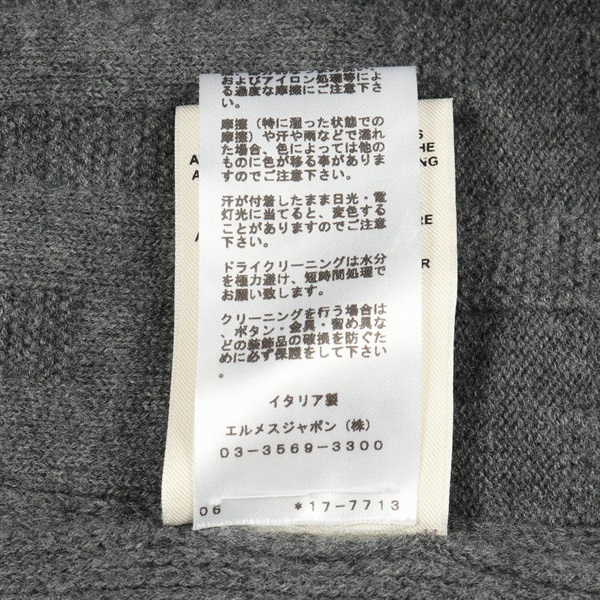 およびアイロン処理等によ
る過度な摩擦にご注意下さ
い。
摩擦（特に湿った状態での
摩擦）や汗や雨などで濡れ
た場合、色によっては他の
ものに色が移る事がありま
すのでご注意下さい。
汗が付着したまま日光・電
灯光に当てると、変色する
ことがありますのでご注意
下さい。
ドライクリーニングは水分
を極力避け、短時間処理で
お願い致します。
クリーニングを行う場合は
、ボタン・金具・留め具な
どの装飾品の破損を防ぐた
めに必ず保護をして下さい
。
イタリア製
エルメスジャポン（株）
03-3569-3300
06 *17-7713